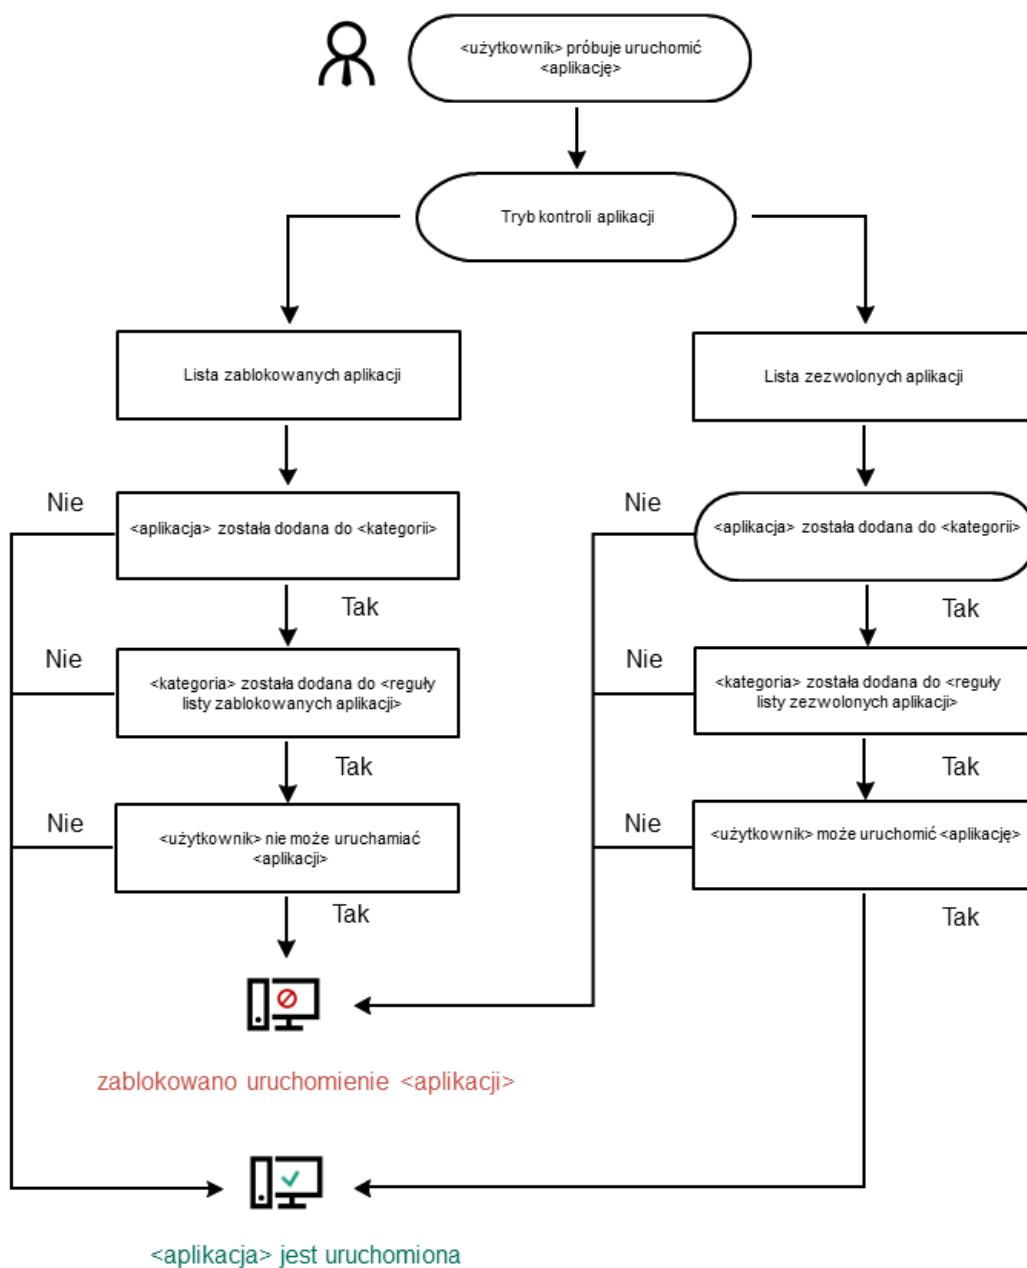 <użytkownik> próbuje uruchomić
<aplikację>
Tryb kontroli aplikacji
Lista zablokowanych aplikacji
Lista zezwolonych aplikacji
Nie
<aplikacja> została dodana do <kategorii>
Nie
<aplikacja> została dodana do <kategorii>
Tak
Tak
Nie
<kategoria> została dodana do <reguły
listy zablokowanych aplikacji>
Nie
<kategoria> została dodana do <reguły
listy zezwolonych aplikacji>
Tak
Tak
Nie
<użytkownik> nie może uruchamiać
<aplikacji>
Nie
<użytkownik> może uruchomić <aplikację>
Tak
Tak
zablokowano uruchomienie <aplikacji>
<aplikacja> jest uruchomiona